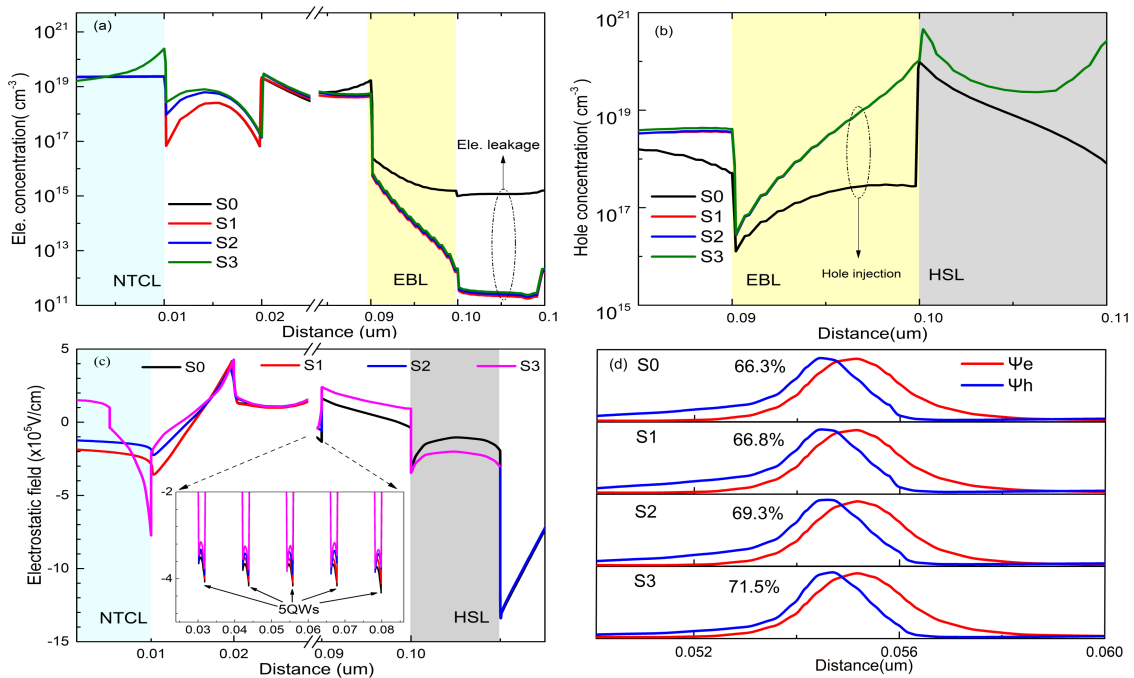 (a)
Ele. concentration( cm-3)
10^21
10^19
10^17
10^15
10^13
10^11
S0
S1
S2
S3
Ele. leakage
NTCL
EBL
0.01
0.02
0.09
0.10
0.1
Distance (um)
(b)
Hole concentration( cm-3)
10^21
10^19
10^17
10^15
S0
S1
S2
S3
Hole injection
EBL
HSL
0.09
0.10
0.11
Distance(um)
(c)
Electrostatic field (x10^5V/cm)
S0
S1
S2
S3
5
0
-5
-10
-15
-2
-4
5QWs
0.03
0.04
0.05
0.06
0.07
0.08
NTCL
HSL
0.01
0.02
0.10
Distance (um)
(d)
S0
66.3%
Ψe
Ψh
S1
66.8%
S2
69.3%
S3
71.5%
0.052
0.056
0.060
Distance(um)